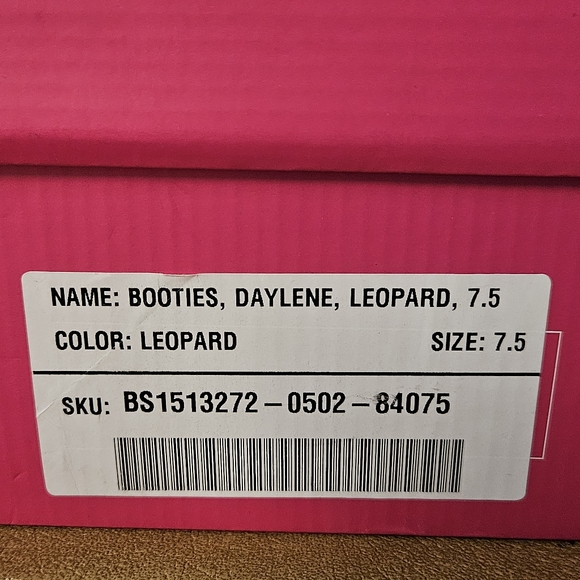 NAME: BOOTIES, DAYLENE, LEOPARD, 7.5
COLOR: LEOPARD SIZE: 7.5
SKU: BS1513272-0502-84075